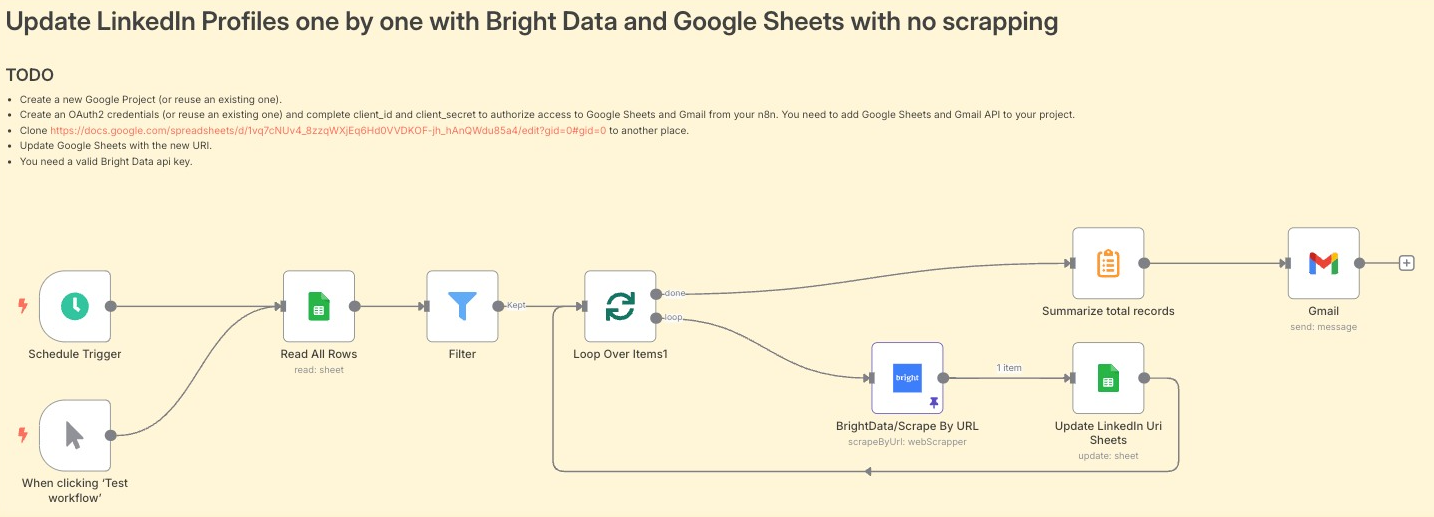 Update LinkedIn Profiles one by one with Bright Data and Google Sheets with no scrapping
TODO
• Create a new Google Project (or reuse an existing one).
• Create an OAuth2 credentials (or reuse an existing one) and complete client_id and client_secret to authorize access to Google Sheets and Gmail from your n8n. You need to add Google Sheets and Gmail API to your project.
• Clone https://docs.google.com/spreadsheets/d/1vq7cNUv4_8zzqWXjEq6Hd0VVDKOF-jh_hAnQWdu85a4/edit?gid=0#gid=0 to another place.
• Update Google Sheets with the new URI.
• You need a valid Bright Data api key.
Schedule Trigger
When clicking ‘Test
workflow’
Read All Rows
read: sheet
Filter
Kept
Loop Over Items1
done
loop
Summarize total records
Gmail
send: message
bright
BrightData/Scrape By URL
scrapeByUrl: webScrapper
1 item
Update LinkedIn Uri
Sheets
update: sheet